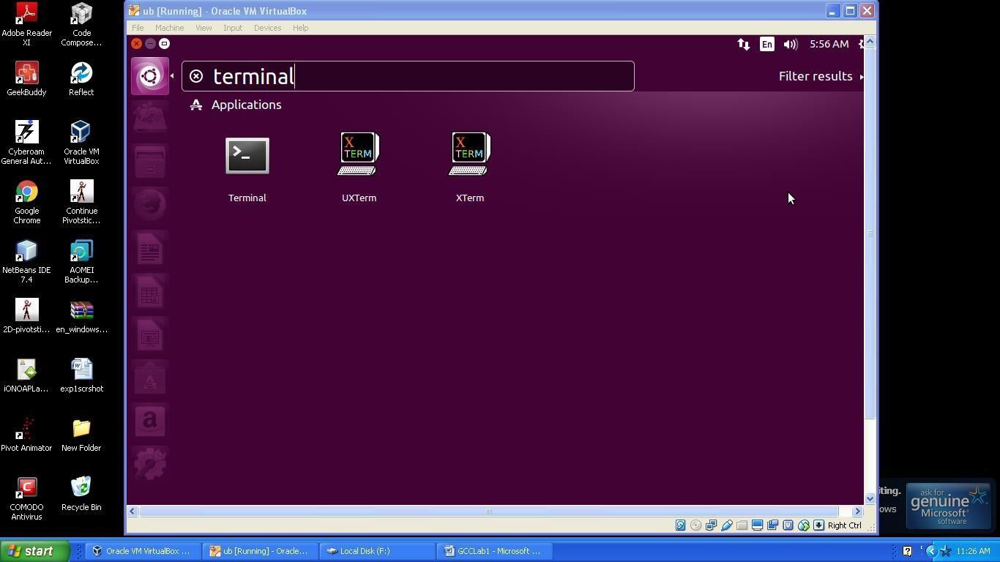 Adobe Reader XI
Code Compose...
GeekBuddy
Reflect
Cyberoam General Aut...
Oracle VM VirtualBox
Google Chrome
Continue Pivotstic...
NetBeans IDE 7.4
AOMEI Backup...
2D-pivotsti...
en_windows...
iONOAPLa...
exp1scrshot
Pivot Animator
New Folder
COMODO Antivirus
Recycle Bin
ub [Running] - Oracle VM VirtualBox
File Machine View Input Devices Help
En 5:56 AM
terminal
Filter results
Applications
X TERM
X TERM
Terminal UXTerm XTerm
a
Right Ctrl
iting.
ows
ask for
genuine
Microsoft
software
start
Oracle VM VirtualBox ...
ub [Running] - Oracle...
Local Disk (F:)
GCCLab1 - Microsoft ...
11:26 AM